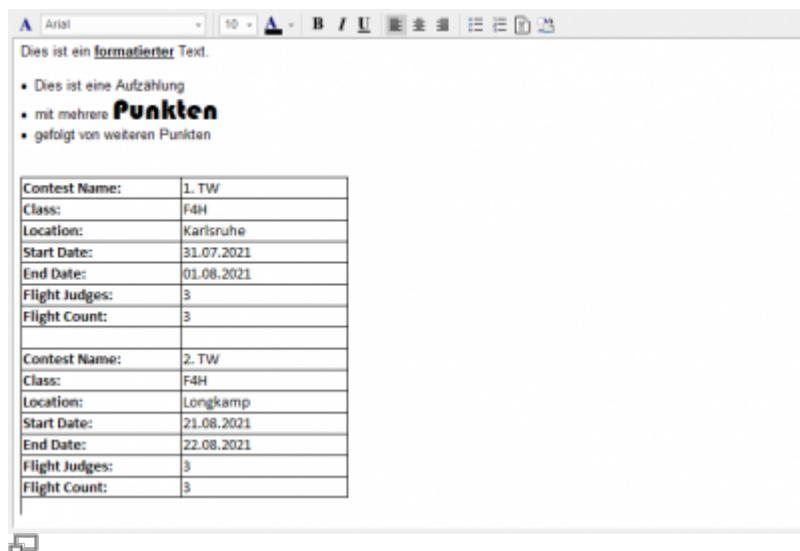 A Arial 10 A B I U
Dies ist ein formatierter Text.
• Dies ist eine Aufzählung
• mit mehrere Punkten
• gefolgt von weiteren Punkten
Contest Name: 1. TW
Class: F4H
Location: Karlsruhe
Start Date: 31.07.2021
End Date: 01.08.2021
Flight Judges: 3
Flight Count: 3
Contest Name: 2. TW
Class: F4H
Location: Longkamp
Start Date: 21.08.2021
End Date: 22.08.2021
Flight Judges: 3
Flight Count: 3